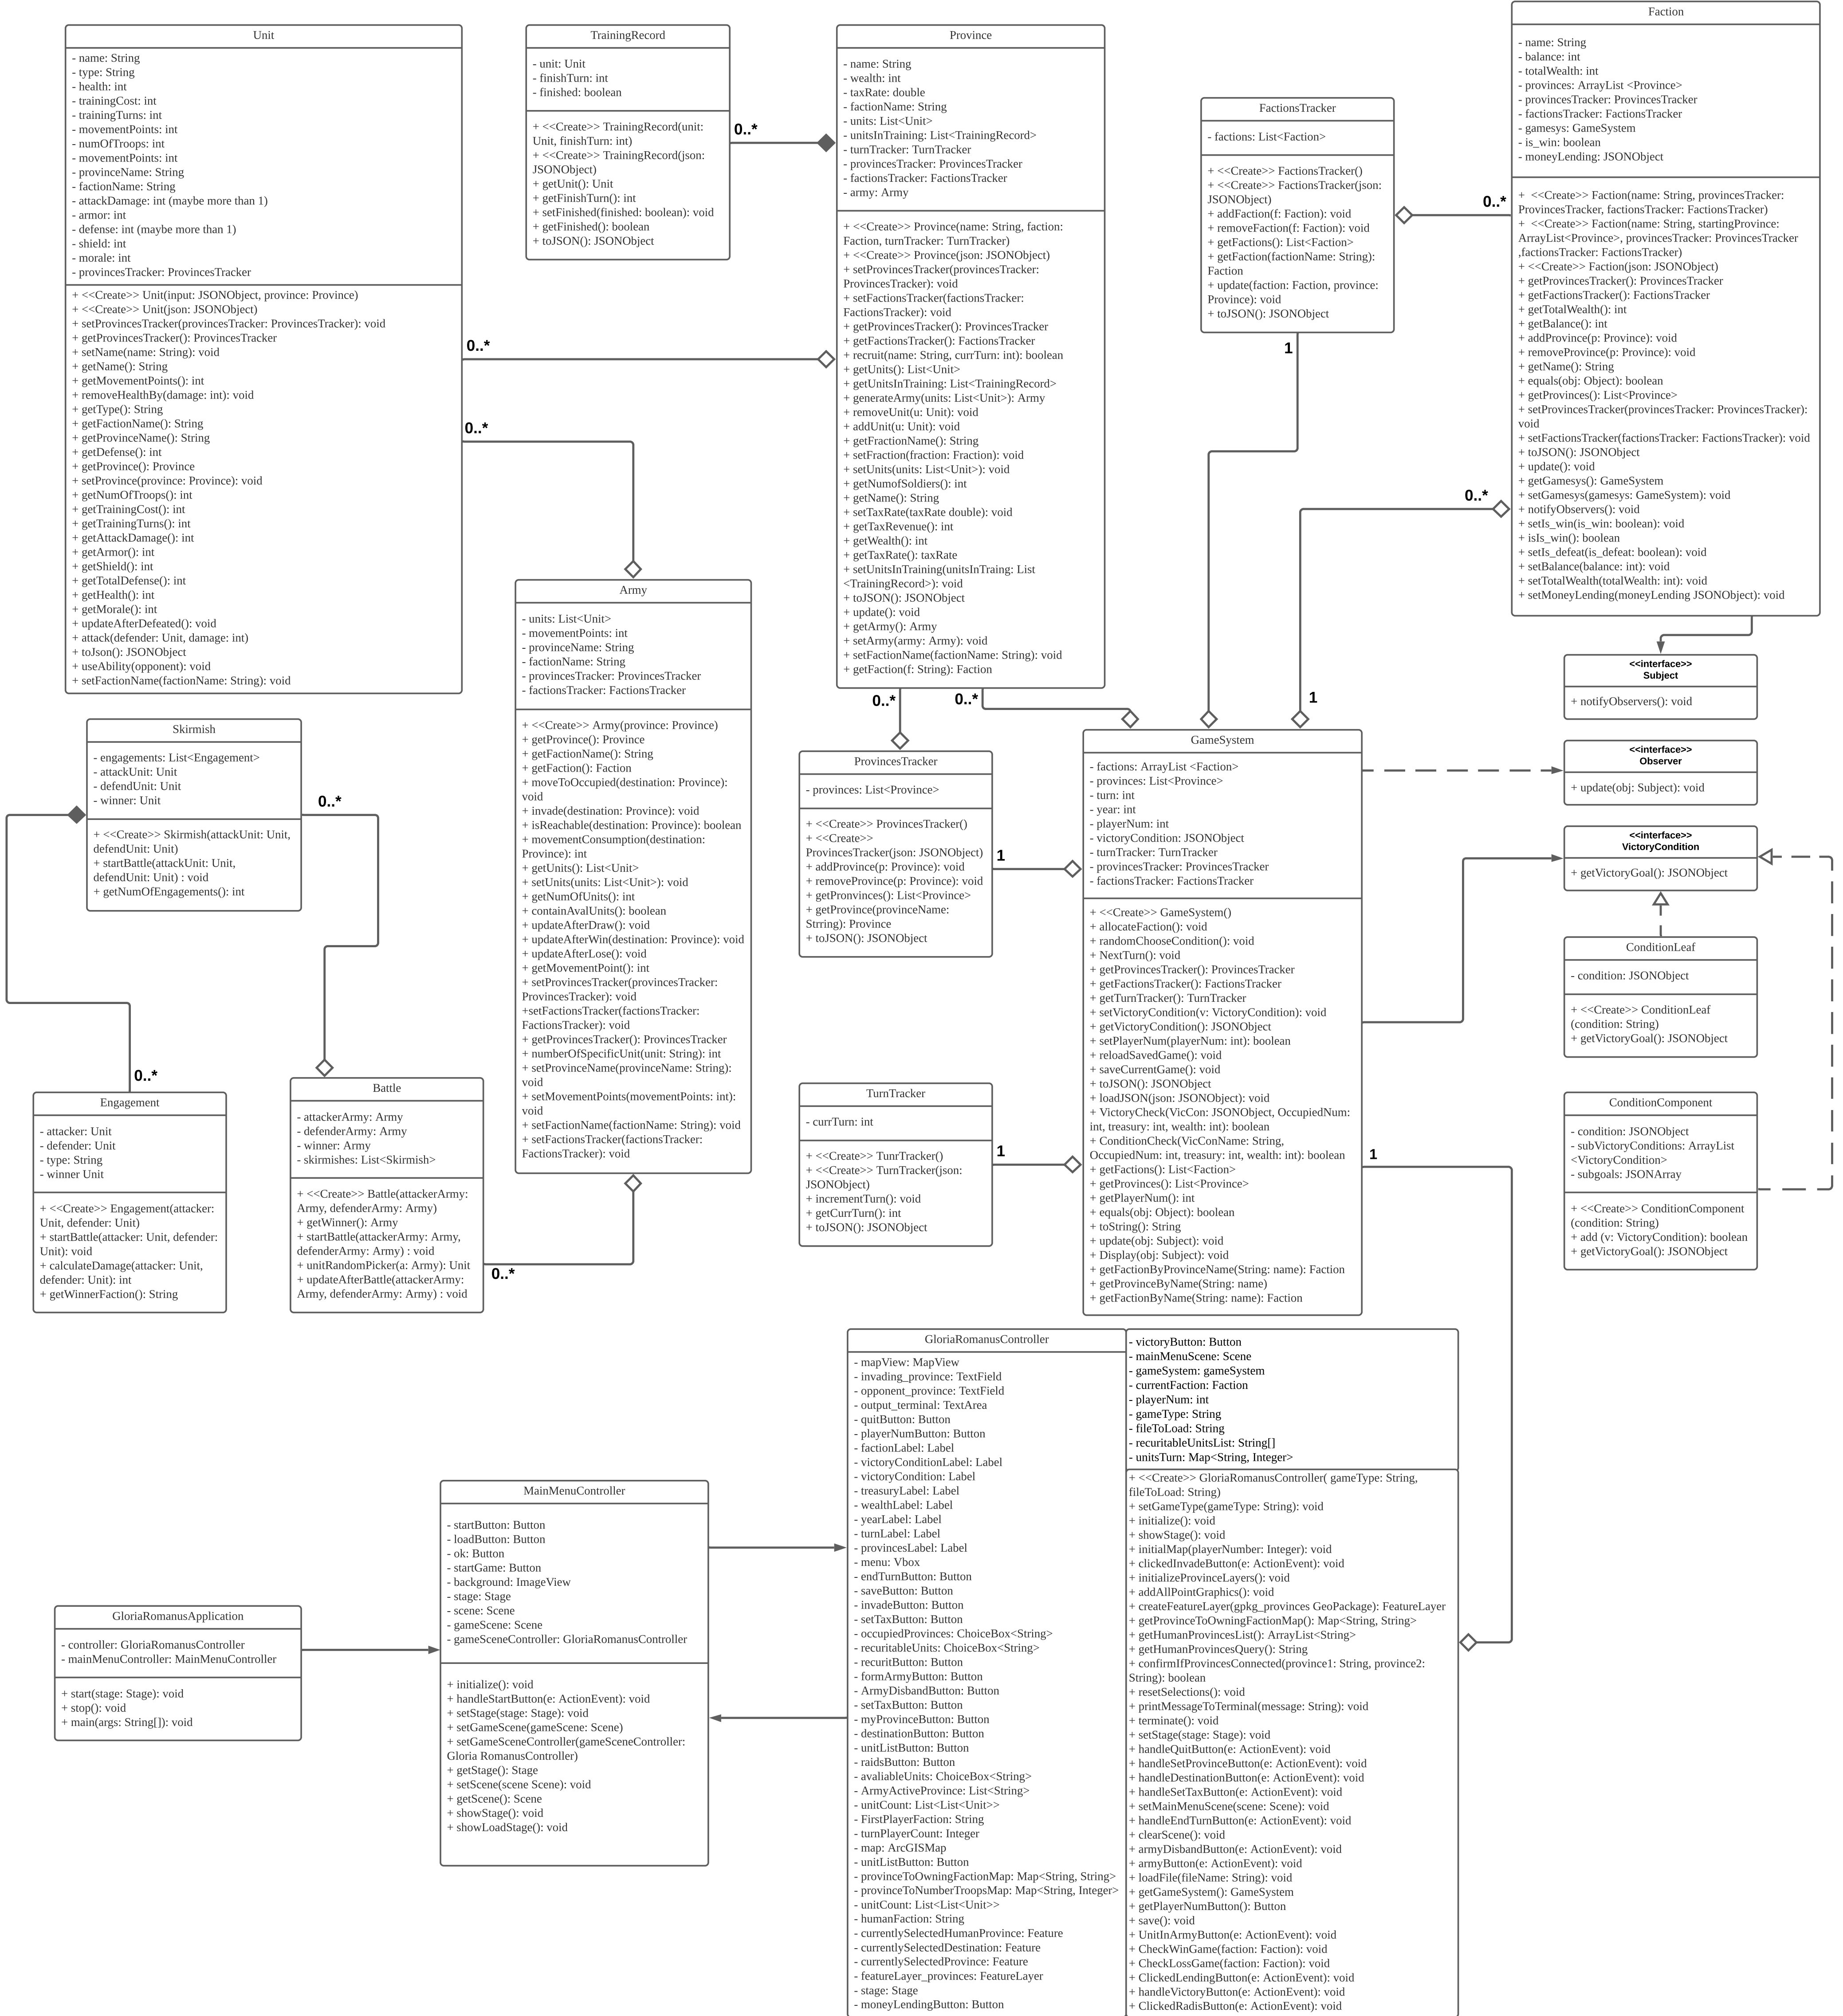 Unit
- name: String
- type: String
- health: int
- trainingCost: int
- trainingTurns: int
- movementPoints: int
- numOfTroops: int
- movementPoints: int
- provinceName: String
- factionName: String
- attackDamage: int (maybe more than 1)
- armor: int
- defense: int (maybe more than 1)
- shield: int
- morale: int
- provincesTracker: ProvincesTracker
+ <<Create>> Unit(input: JSONObject, province: Province)
+ <<Create>> Unit(json: JSONObject)
+ setProvincesTracker(provincesTracker: ProvincesTracker): void
+ getProvincesTracker(): ProvincesTracker
+ setName(name: String): void
+ getName(): String
+ getMovementPoints(): int
+ removeHealthBy(damage: int): void
+ getType(): String
+ getFactionName(): String
+ getProvinceName(): String
+ getDefense(): int
+ getProvince(): Province
+ setProvince(province: Province): void
+ getNumOfTroops(): int
+ getTrainingCost(): int
+ getTrainingTurns(): int
+ getAttackDamage(): int
+ getArmor(): int
+ getShield(): int
+ getTotalDefense(): int
+ getHealth(): int
+ getMorale(): int
+ updateAfterDefeated(): void
+ attack(defender: Unit, damage: int)
+ toJson(): JSONObject
+ useAbility(opponent): void
+ setFactionName(factionName: String): void
0..*
0..*
TrainingRecord
- unit: Unit
- finishTurn: int
- finished: boolean
+ <<Create>> TrainingRecord(unit:
Unit, finishTurn: int)
+ <<Create>> TrainingRecord(json:
JSONObject)
+ getUnit(): Unit
+ getFinishTurn(): int
+ setFinished(finished: boolean): void
+ getFinished(): boolean
+ toJSON(): JSONObject
0..*
Province
- name: String
- wealth: int
- taxRate: double
- factionName: String
- units: List<Unit>
- unitsInTraining: List<TrainingRecord>
- turnTracker: TurnTracker
- provincesTracker: ProvincesTracker
- factionsTracker: FactionsTracker
- army: Army
+ <<Create>> Province(name: String, faction:
Faction, turnTracker: TurnTracker)
+ <<Create>> Province(json: JSONObject)
+ setProvincesTracker(provincesTracker:
ProvincesTracker): void
+ setFactionsTracker(factionsTracker:
FactionsTracker): void
+ getProvincesTracker(): ProvincesTracker
+ getFactionsTracker(): FactionsTracker
+ recruit(name: String, currTurn: int): boolean
+ getUnits(): List<Unit>
+ getUnitsInTraining: List<TrainingRecord>
+ generateArmy(units: List<Unit>): Army
+ removeUnit(u: Unit): void
+ addUnit(u: Unit): void
+ getFractionName(): String
+ setFraction(fraction: Fraction): void
+ setUnits(units: List<Unit>): void
+ getNumofSoldiers(): int
+ getName(): String
+ setTaxRate(taxRate double): void
+ getTaxRevenue(): int
+ getWealth(): int
+ getTaxRate(): taxRate
+ setUnitsInTraining(unitsInTraing: List
<TrainingRecord>): void
+ toJSON(): JSONObject
+ update(): void
+ getArmy(): Army
+ setArmy(army: Army): void
+ setFactionName(factionName: String): void
+ getFaction(f: String): Faction
0..*
0..*
FactionsTracker
- factions: List<Faction>
+ <<Create>> FactionsTracker()
+ <<Create>> FactionsTracker(json:
JSONObject)
+ addFaction(f: Faction): void
+ removeFaction(f: Faction): void
+ getFactions(): List<Faction>
+ getFaction(factionName: String):
Faction
+ update(faction: Faction, province:
Province): void
+ toJSON(): JSONObject
1
0..*
Faction
- name: String
- balance: int
- totalWealth: int
- provinces: ArrayList <Province>
- provincesTracker: ProvincesTracker
- factionsTracker: FactionsTracker
- gamesys: GameSystem
- is_win: boolean
- moneyLending: JSONObject
+  <<Create>> Faction(name: String, provincesTracker:
ProvincesTracker, factionsTracker: FactionsTracker)
+  <<Create>> Faction(name: String, startingProvince:
ArrayList<Province>, provincesTracker: ProvincesTracker
,factionsTracker: FactionsTracker)
+ <<Create>> Faction(json: JSONObject)
+ getProvincesTracker(): ProvincesTracker
+ getFactionsTracker(): FactionsTracker
+ getTotalWealth(): int
+ getBalance(): int
+ addProvince(p: Province): void
+ removeProvince(p: Province): void
+ getName(): String
+ equals(obj: Object): boolean
+ getProvinces(): List<Province>
+ setProvincesTracker(provincesTracker: ProvincesTracker):
void
+ setFactionsTracker(factionsTracker: FactionsTracker): void
+ toJSON(): JSONObject
+ update(): void
+ getGamesys(): GameSystem
+ setGamesys(gamesys: GameSystem): void
+ notifyObservers(): void
+ setIs_win(is_win: boolean): void
+ isIs_win(): boolean
+ setIs_defeat(is_defeat: boolean): void
+ setBalance(balance: int): void
+ setTotalWealth(totalWealth: int): void
+ setMoneyLending(moneyLending JSONObject): void
0..*
1
<<interface>>
Subject
+ notifyObservers(): void
<<interface>>
Observer
+ update(obj: Subject): void
<<interface>>
VictoryCondition
+ getVictoryGoal(): JSONObject
ConditionLeaf
- condition: JSONObject
+ <<Create>> ConditionLeaf
(condition: String)
+ getVictoryGoal(): JSONObject
ConditionComponent
- condition: JSONObject
- subVictoryConditions: ArrayList
<VictoryCondition>
- subgoals: JSONArray
+ <<Create>> ConditionComponent
(condition: String)
+ add (v: VictoryCondition): boolean
+ getVictoryGoal(): JSONObject
Skirmish
- engagements: List<Engagement>
- attackUnit: Unit
- defendUnit: Unit
- winner: Unit
+ <<Create>> Skirmish(attackUnit: Unit,
defendUnit: Unit)
+ startBattle(attackUnit: Unit,
defendUnit: Unit) : void
+ getNumOfEngagements(): int
0..*
0..*
Engagement
- attacker: Unit
- defender: Unit
- type: String
- winner Unit
+ <<Create>> Engagement(attacker:
Unit, defender: Unit)
+ startBattle(attacker: Unit, defender:
Unit): void
+ calculateDamage(attacker: Unit,
defender: Unit): int
+ getWinnerFaction(): String
Battle
- attackerArmy: Army
- defenderArmy: Army
- winner: Army
- skirmishes: List<Skirmish>
+ <<Create>> Battle(attackerArmy:
Army, defenderArmy: Army)
+ getWinner(): Army
+ startBattle(attackerArmy: Army,
defenderArmy: Army) : void
+ unitRandomPicker(a: Army): Unit
+ updateAfterBattle(attackerArmy:
Army, defenderArmy: Army) : void
0..*
Army
- units: List<Unit>
- movementPoints: int
- provinceName: String
- factionName: String
- provincesTracker: ProvincesTracker
- factionsTracker: FactionsTracker
+ <<Create>> Army(province: Province)
+ getProvince(): Province
+ getFactionName(): String
+ getFaction(): Faction
+ moveToOccupied(destination: Province):
void
+ invade(destination: Province): void
+ isReachable(destination: Province): boolean
+ movementConsumption(destination:
Province): int
+ getUnits(): List<Unit>
+ setUnits(units: List<Unit>): void
+ getNumOfUnits(): int
+ containAvalUnits(): boolean
+ updateAfterDraw(): void
+ updateAfterWin(destination: Province): void
+ updateAfterLose(): void
+ getMovementPoint(): int
+ setProvincesTracker(provincesTracker:
ProvincesTracker): void
+setFactionsTracker(factionsTracker:
FactionsTracker): void
+ getProvincesTracker(): ProvincesTracker
+ numberOfSpecificUnit(unit: String): int
+ setProvinceName(provinceName: String):
void
+ setMovementPoints(movementPoints: int):
void
+ setFactionName(factionName: String): void
+ setFactionsTracker(factionsTracker:
FactionsTracker): void
ProvincesTracker
- provinces: List<Province>
+ <<Create>> ProvincesTracker()
+ <<Create>>
ProvincesTracker(json: JSONObject)
+ addProvince(p: Province): void
+ removeProvince(p: Province): void
+ getPronvinces(): List<Province>
+ getProvince(provinceName:
Strring): Province
+ toJSON(): JSONObject
1
TurnTracker
- currTurn: int
+ <<Create>> TunrTracker()
+ <<Create>> TurnTracker(json:
JSONObject)
+ incrementTurn(): void
+ getCurrTurn(): int
+ toJSON(): JSONObject
1
GameSystem
- factions: ArrayList <Faction>
- provinces: List<Province>
- turn: int
- year: int
- playerNum: int
- victoryCondition: JSONObject
- turnTracker: TurnTracker
- provincesTracker: ProvincesTracker
- factionsTracker: FactionsTracker
+ <<Create>> GameSystem()
+ allocateFaction(): void
+ randomChooseCondition(): void
+ NextTurn(): void
+ getProvincesTracker(): ProvincesTracker
+ getFactionsTracker(): FactionsTracker
+ getTurnTracker(): TurnTracker
+ setVictoryCondition(v: VictoryCondition): void
+ getVictoryCondition(): JSONObject
+ setPlayerNum(playerNum: int): boolean
+ reloadSavedGame(): void
+ saveCurrentGame(): void
+ toJSON(): JSONObject
+ loadJSON(json: JSONObject): void
+ VictoryCheck(VicCon: JSONObject, OccupiedNum:
int, treasury: int, wealth: int): boolean
+ ConditionCheck(VicConName: String,
OccupiedNum: int, treasury: int, wealth: int): boolean
+ getFactions(): List<Faction>
+ getProvinces(): List<Province>
+ getPlayerNum(): int
+ equals(obj: Object): boolean
+ toString(): String
+ update(obj: Subject): void
+ Display(obj: Subject): void
+ getFactionByProvinceName(String: name): Faction
+ getProvinceByName(String: name)
+ getFactionByName(String: name): Faction
1
GloriaRomanusApplication
- controller: GloriaRomanusController
- mainMenuController: MainMenuController
+ start(stage: Stage): void
+ stop(): void
+ main(args: String[]): void
MainMenuController
- startButton: Button
- loadButton: Button
- ok: Button
- startGame: Button
- background: ImageView
- stage: Stage
- scene: Scene
- gameScene: Scene
- gameSceneController: GloriaRomanusController
+ initialize(): void
+ handleStartButton(e: ActionEvent): void
+ setStage(stage: Stage): void
+ setGameScene(gameScene: Scene)
+ setGameSceneController(gameSceneController:
Gloria RomanusController)
+ getStage(): Stage
+ setScene(scene Scene): void
+ getScene(): Scene
+ showStage(): void
+ showLoadStage(): void
GloriaRomanusController
- mapView: MapView
- invading_province: TextField
- opponent_province: TextField
- output_terminal: TextArea
- quitButton: Button
- playerNumButton: Button
- factionLabel: Label
- victoryConditionLabel: Label
- victoryCondition: Label
- treasuryLabel: Label
- wealthLabel: Label
- yearLabel: Label
- turnLabel: Label
- provincesLabel: Label
- menu: Vbox
- endTurnButton: Button
- saveButton: Button
- invadeButton: Button
- setTaxButton: Button
- occupiedProvinces: ChoiceBox<String>
- recuritableUnits: ChoiceBox<String>
- recuritButton: Button
- formArmyButton: Button
- ArmyDisbandButton: Button
- setTaxButton: Button
- myProvinceButton: Button
- destinationButton: Button
- unitListButton: Button
- raidsButton: Button
- avaliableUnits: ChoiceBox<String>
- ArmyActiveProvince: List<String>
- unitCount: List<List<Unit>>
- FirstPlayerFaction: String
- turnPlayerCount: Integer
- map: ArcGISMap
- unitListButton: Button
- provinceToOwningFactionMap: Map<String, String>
- provinceToNumberTroopsMap: Map<String, Integer>
- unitCount: List<List<Unit>>
- humanFaction: String
- currentlySelectedHumanProvince: Feature
- currentlySelectedDestination: Feature
- currentlySelectedProvince: Feature
- featureLayer_provinces: FeatureLayer
- stage: Stage
- moneyLendingButton: Button
- victoryButton: Button
- mainMenuScene: Scene
- gameSystem: gameSystem
- currentFaction: Faction
- playerNum: int
- gameType: String
- fileToLoad: String
- recuritableUnitsList: String[]
- unitsTurn: Map<String, Integer>
+ <<Create>> GloriaRomanusController( gameType: String,
fileToLoad: String)
+ setGameType(gameType: String): void
+ initialize(): void
+ showStage(): void
+ initialMap(playerNumber: Integer): void
+ clickedInvadeButton(e: ActionEvent): void
+ initializeProvinceLayers(): void
+ addAllPointGraphics(): void
+ createFeatureLayer(gpkg_provinces GeoPackage): FeatureLayer
+ getProvinceToOwningFactionMap(): Map<String, String>
+ getHumanProvincesList(): ArrayList<String>
+ getHumanProvincesQuery(): String
+ confirmIfProvincesConnected(province1: String, province2:
String): boolean
+ resetSelections(): void
+ printMessageToTerminal(message: String): void
+ terminate(): void
+ setStage(stage: Stage): void
+ handleQuitButton(e: ActionEvent): void
+ handleSetProvinceButton(e: ActionEvent): void
+ handleDestinationButton(e: ActionEvent): void
+ handleSetTaxButton(e: ActionEvent): void
+ setMainMenuScene(scene: Scene): void
+ handleEndTurnButton(e: ActionEvent): void
+ clearScene(): void
+ armyDisbandButton(e: ActionEvent): void
+ armyButton(e: ActionEvent): void
+ loadFile(fileName: String): void
+ getGameSystem(): GameSystem
+ getPlayerNumButton(): Button
+ save(): void
+ UnitInArmyButton(e: ActionEvent): void
+ CheckWinGame(faction: Faction): void
+ CheckLossGame(faction: Faction): void
+ ClickedLendingButton(e: ActionEvent): void
+ handleVictoryButton(e: ActionEvent): void
+ ClickedRadisButton(e: ActionEvent): void